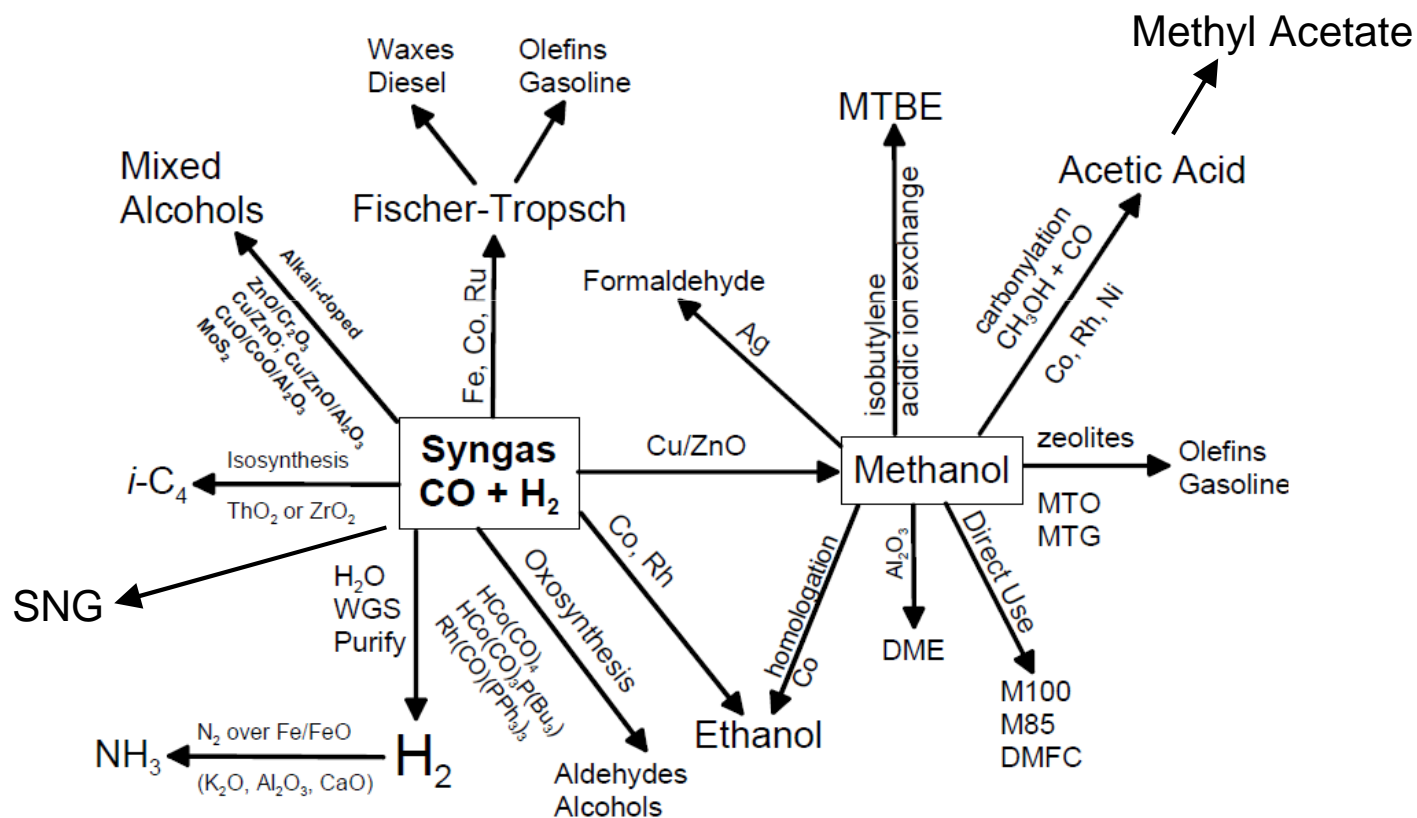 Methyl Acetate
Waxes
Diesel
Olefins
Gasoline
MTBE
Mixed
Alcohols
Fischer-Tropsch
Acetic Acid
Alkali-doped
ZnO/Cr₂O₃
Cu/ZnO; Cu/ZnO/Al₂O₃
CuO/CoO/Al₂O₃
MoS₂
Fe, Co, Ru
Formaldehyde
Ag
isobutylene
acidic ion exchange
carbonylation
CH₃OH + CO
Co, Rh, Ni
Syngas
CO + H₂
Cu/ZnO
Methanol
zeolites
MTO
MTG
Olefins
Gasoline
Isosynthesis
i-C₄
ThO₂ or ZrO₂
SNG
H₂O
WGS
Purify
Oxosynthesis
HCo(CO)₄
HCo(CO)₃P(Bu₃)
Rh(CO)(PPh₃)₃
Co, Rh
homologation
Co
Al₂O₃
DME
Direct Use
M100
M85
DMFC
Ethanol
N₂ over Fe/FeO
NH₃
H₂
(K₂O, Al₂O₃, CaO)
Aldehydes
Alcohols